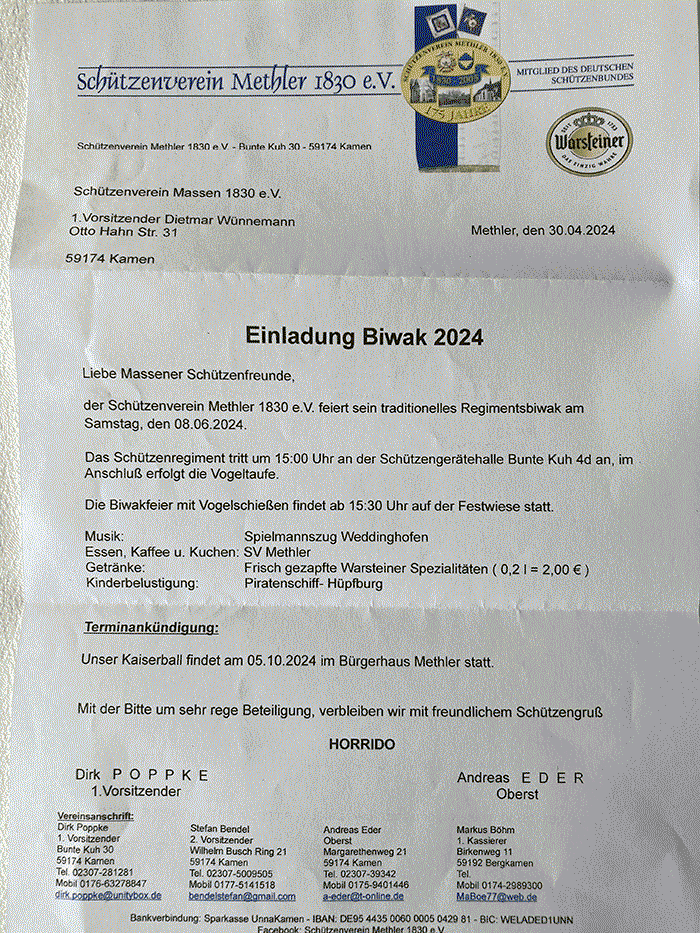 Schützenverein Methler 1830 e.V.
SCHÜTZENVEREIN METHLER 1830 E.V.
175 JAHRE
MITGLIED DES DEUTSCHEN
SCHÜTZENBUNDES
Warsteiner
DAS EINZIG WAHRE
Schützenverein Methler 1830 e.V. - Bunte Kuh 30 - 59174 Kamen
Schützenverein Massen 1830 e.V.
1.Vorsitzender Dietmar Wünnemann
Otto Hahn Str. 31
Methler, den 30.04.2024
59174 Kamen
Einladung Biwak 2024
Liebe Massener Schützenfreunde,
der Schützenverein Methler 1830 e.V. feiert sein traditionelles Regimentsbiwak am
Samstag, den 08.06.2024.
Das Schützenregiment tritt um 15:00 Uhr an der Schützengerätehalle Bunte Kuh 4d an, im
Anschluß erfolgt die Vogeltaufe.
Die Biwakfeier mit Vogelschießen findet ab 15:30 Uhr auf der Festwiese statt.
Musik: Spielmannszug Weddinghofen
Essen, Kaffee u. Kuchen: SV Methler
Getränke: Frisch gezapfte Warsteiner Spezialitäten ( 0,2 l = 2,00 € )
Kinderbelustigung: Piratenschiff- Hüpfburg
Terminankündigung:
Unser Kaiserball findet am 05.10.2024 im Bürgerhaus Methler statt.
Mit der Bitte um sehr rege Beteiligung, verbleiben wir mit freundlichem Schützengruß
HORRIDO
Dirk P O P P K E
1.Vorsitzender
Andreas E D E R
Oberst
Vereinsanschrift:
Dirk Poppke
1. Vorsitzender
Bunte Kuh 30
59174 Kamen
Tel. 02307-281281
Mobil 0176-63278847
dirk.poppke@unitybox.de
Stefan Bendel
2. Vorsitzender
Wilhelm Busch Ring 21
59174 Kamen
Tel. 02307-5009505
Mobil 0177-5141518
bendelstefan@gmail.com
Andreas Eder
Oberst
Margarethenweg 21
59174 Kamen
Tel. 02307-39342
Mobil 0175-9401446
a-eder@t-online.de
Markus Böhm
1. Kassierer
Birkenweg 11
59192 Bergkamen
Tel.
Mobil 0174-2989300
MaBoe77@web.de
Bankverbindung: Sparkasse UnnaKamen - IBAN: DE95 4435 0060 0005 0429 81 - BIC: WELADED1UNN
Facebook: Schützenverein Methler 1830 e.V.